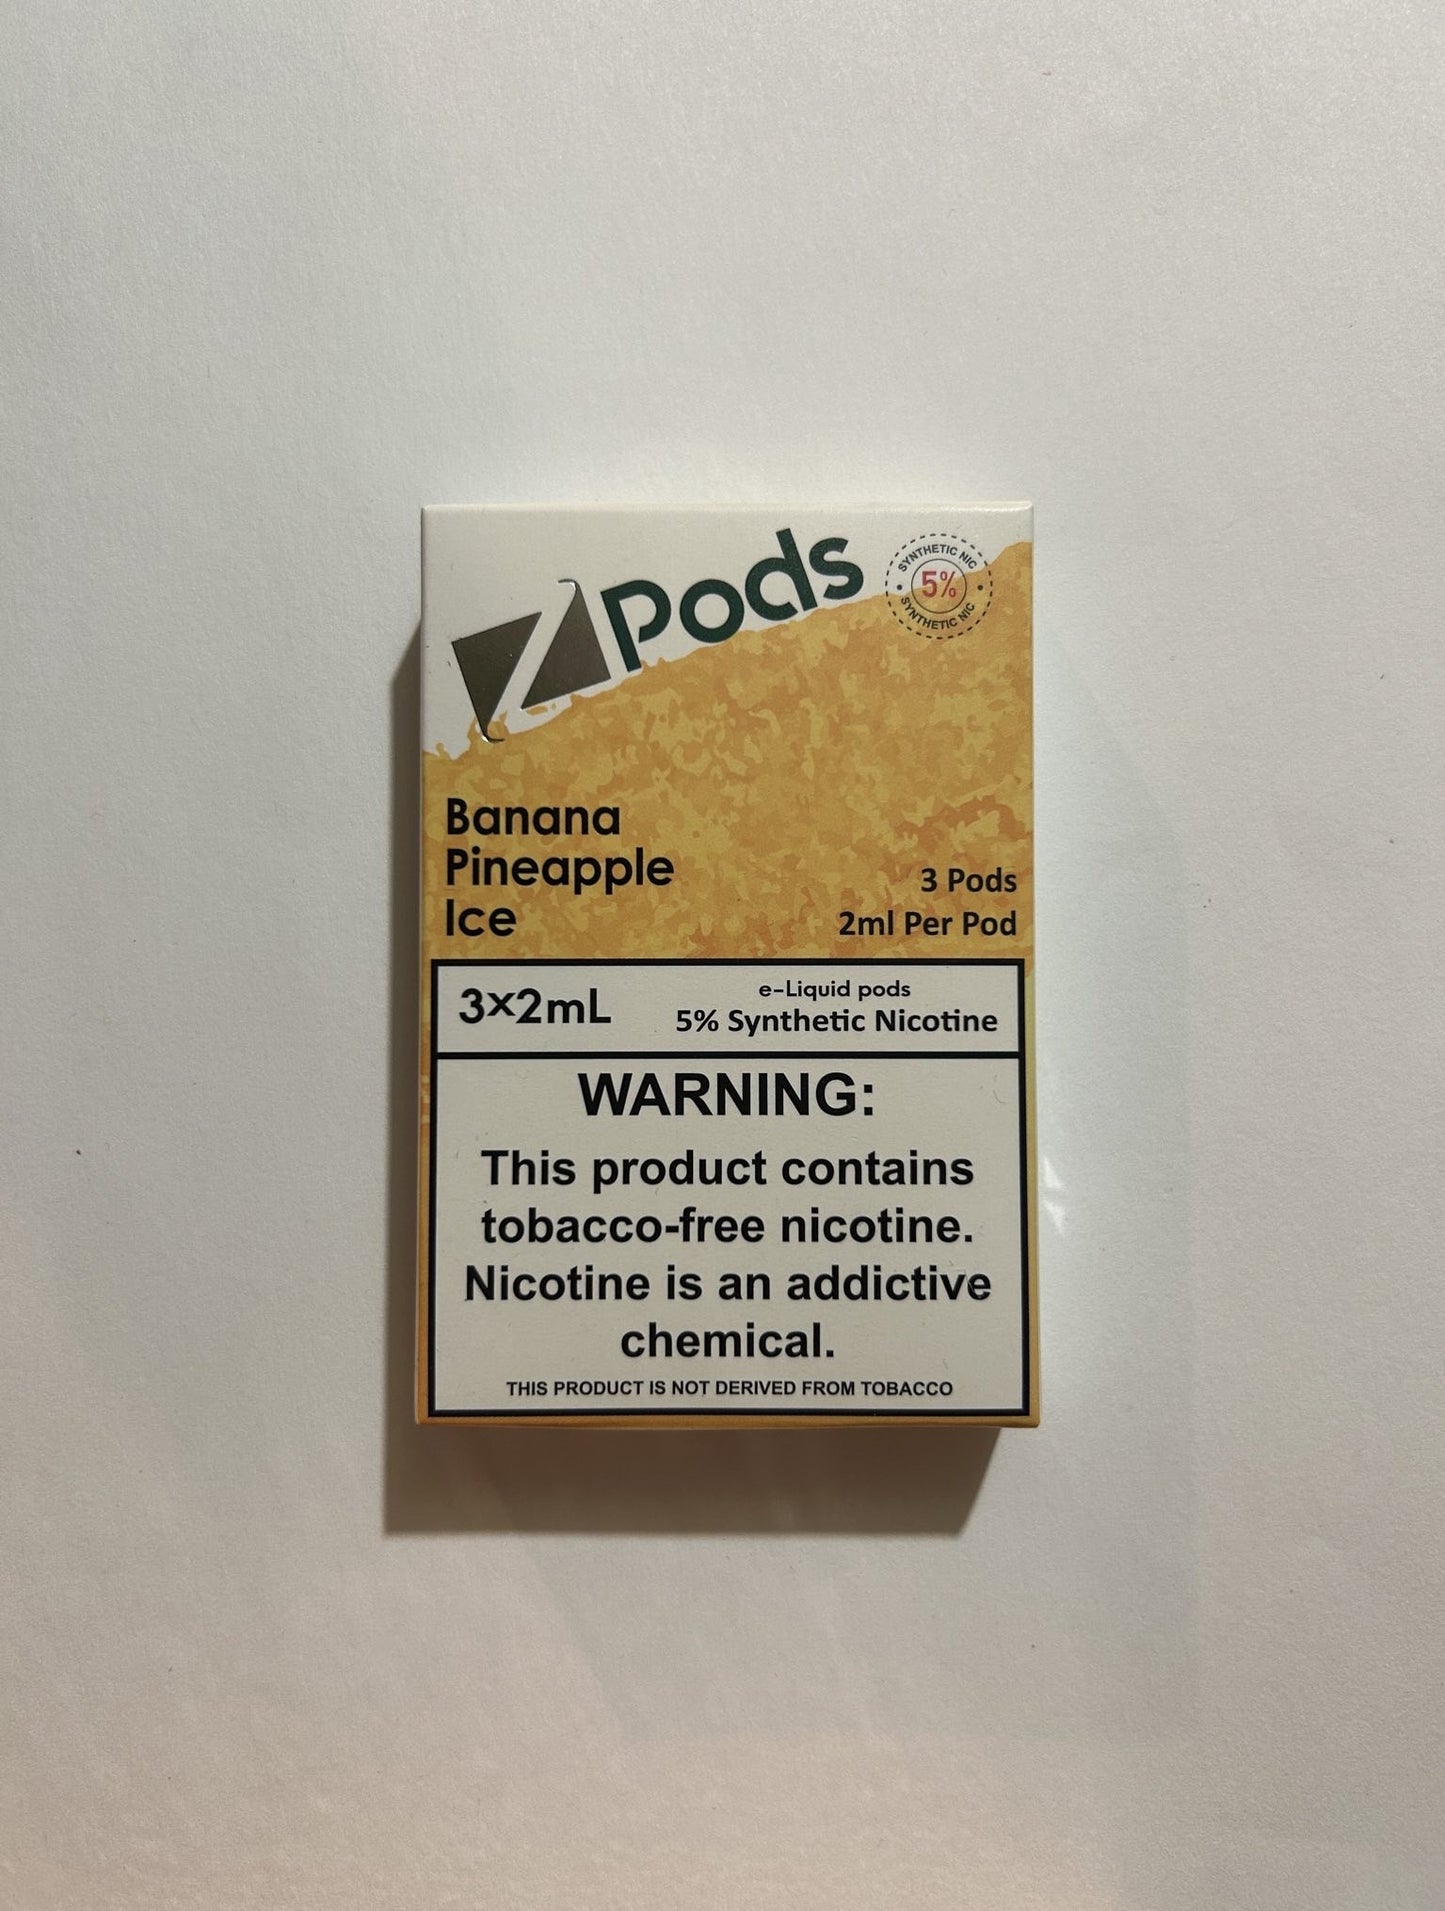 Z Pods
SYNTHETIC NIC
5%
SYNTHETIC NIC
Banana
Pineapple
Ice
3 Pods
2ml Per Pod
3×2mL
e-Liquid pods
5% Synthetic Nicotine
WARNING:
This product contains
tobacco-free nicotine.
Nicotine is an addictive
chemical.
THIS PRODUCT IS NOT DERIVED FROM TOBACCO